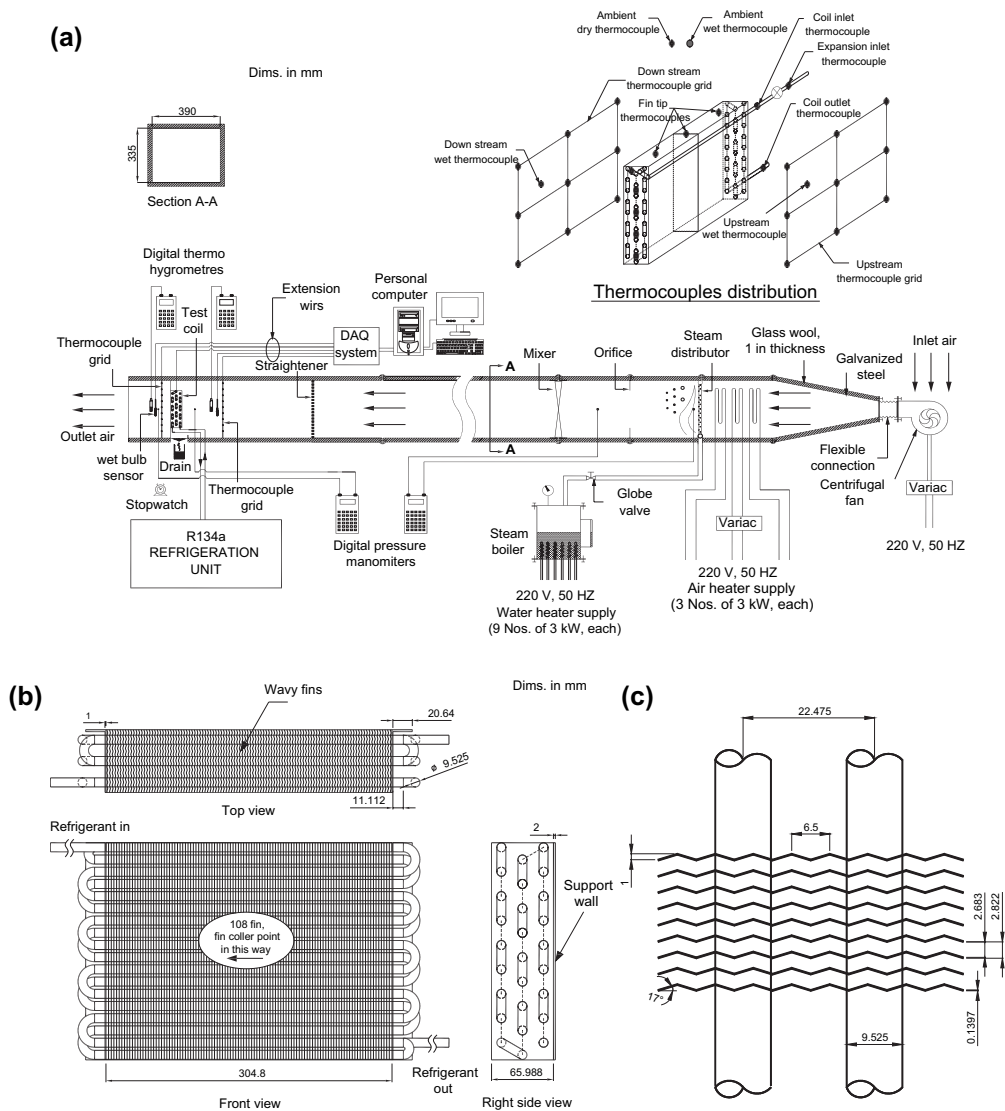 (a)
Dims. in mm
390
335
Section A-A
Ambient
dry thermocouple
Ambient
wet thermocouple
Coil inlet
thermocouple
Expansion inlet
thermocouple
Down stream
thermocouple grid
Fin tip
thermocouples
Coil outlet
thermocouple
Down stream
wet thermocouple
Upstream
wet thermocouple
Upstream
thermocouple grid
Thermocouples distribution
Digital thermo
hygrometres
Test
coil
Extension
wirs
Personal
computer
DAQ
system
Thermocouple
grid
Straightener
A
Mixer
Orifice
Steam
distributor
Glass wool,
1 in thickness
Galvanized
steel
Inlet air
Outlet air
A
wet bulb
sensor
Drain
Stopwatch
Thermocouple
grid
R134a
REFRIGERATION
UNIT
Digital pressure
manomiters
Steam
boiler
Globe
valve
220 V, 50 HZ
Water heater supply
(9 Nos. of 3 kW, each)
Variac
220 V, 50 HZ
Air heater supply
(3 Nos. of 3 kW, each)
Flexible
connection
Centrifugal
fan
Variac
220 V, 50 HZ
(b)
Dims. in mm
Wavy fins
1
20.64
ø 9.525
11.112
Top view
Refrigerant in
108 fin,
fin coller point
in this way
304.8
Front view
Refrigerant
out
2
Support
wall
65.988
Right side view
(c)
22.475
6.5
1
2.683
2.822
17°
0.1397
9.525